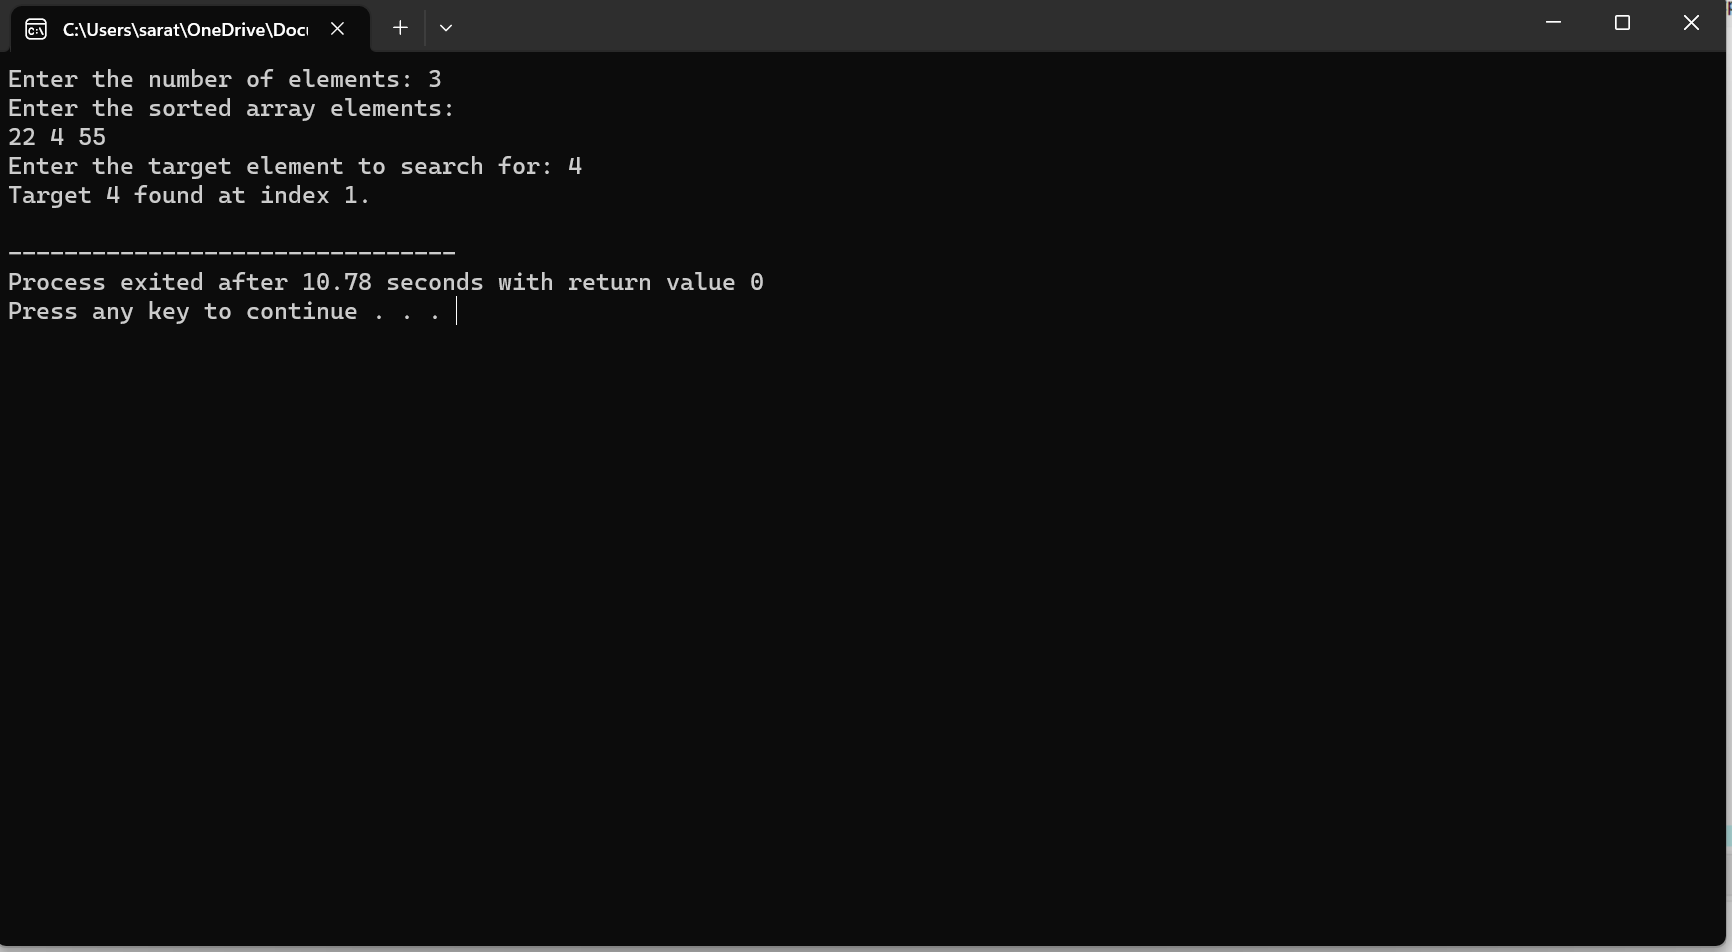 C:\Users\sarat\OneDrive\Docu
Enter the number of elements: 3
Enter the sorted array elements:
22 4 55
Enter the target element to search for: 4
Target 4 found at index 1.
--------------------------------
Process exited after 10.78 seconds with return value 0
Press any key to continue . . .